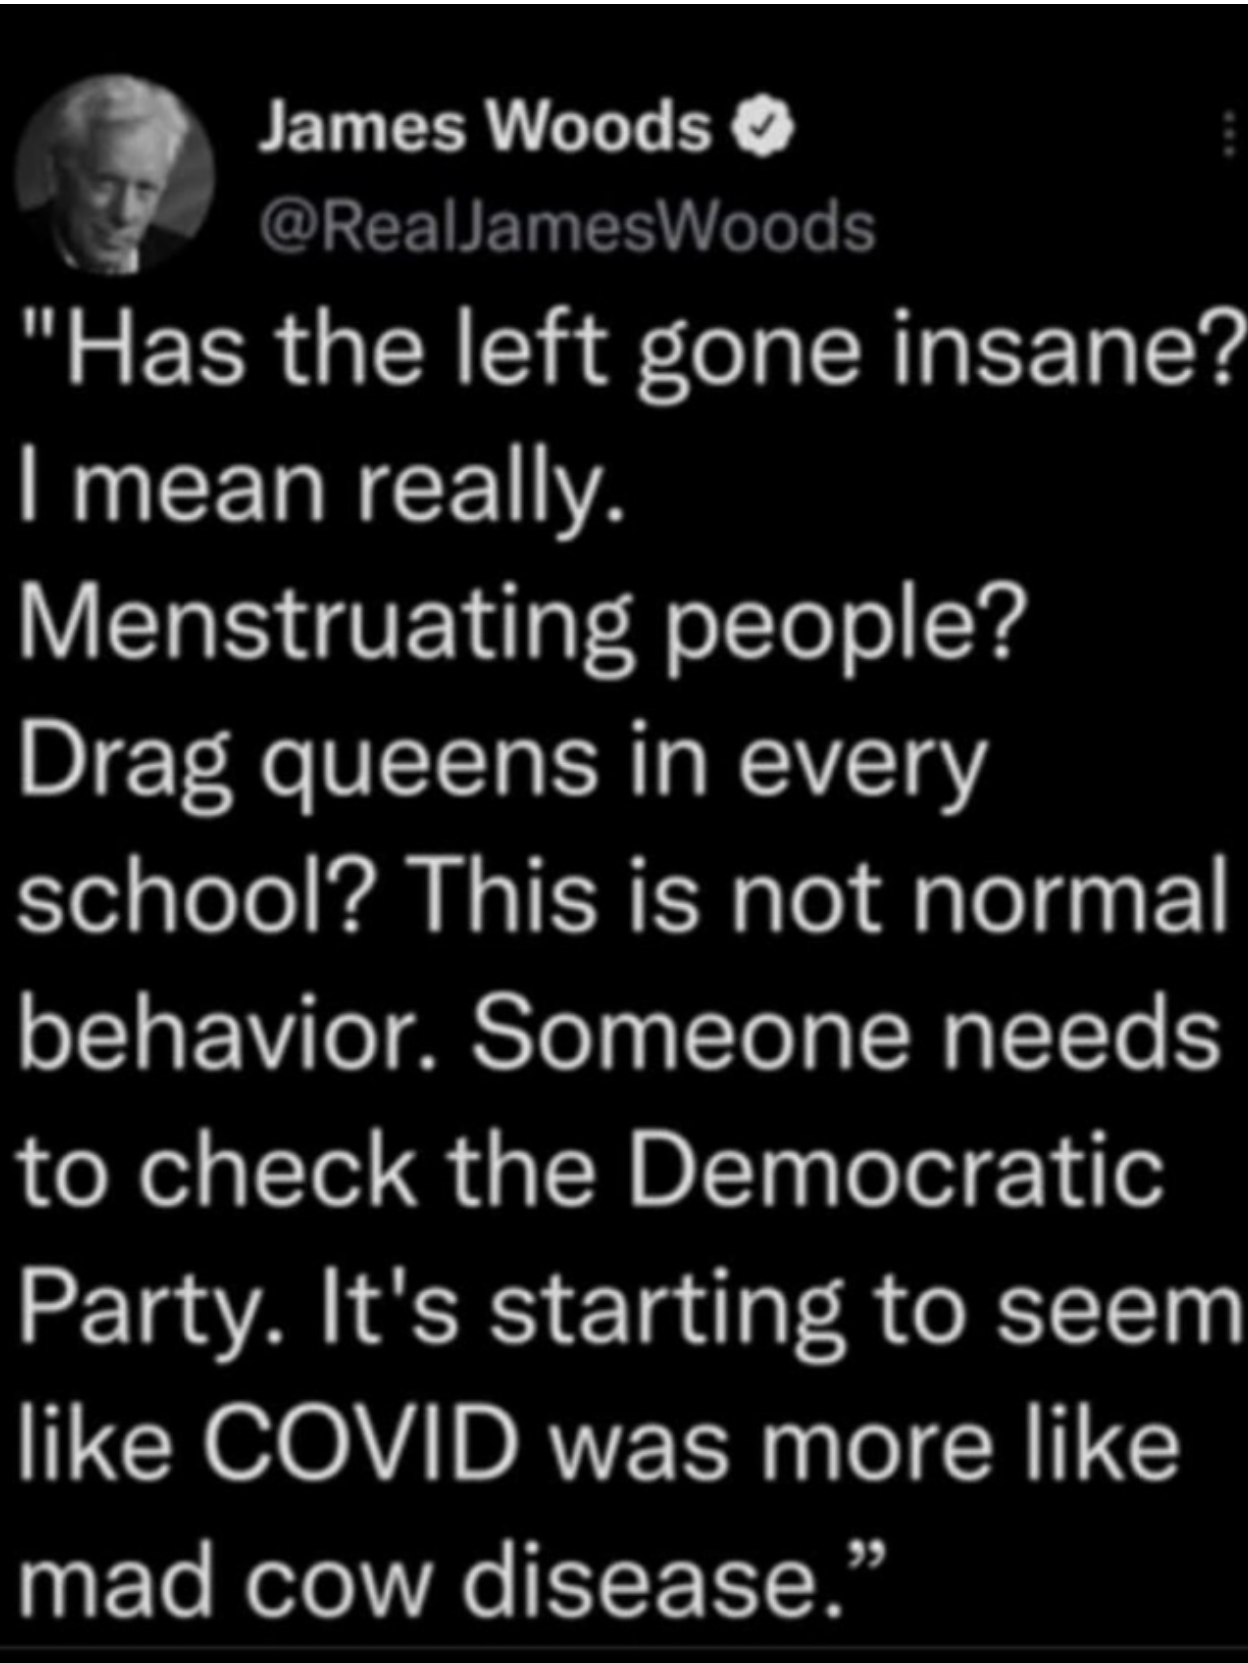 James Woods
@RealJamesWoods
"Has the left gone insane?
I mean really.
Menstruating people?
Drag queens in every
school? This is not normal
behavior. Someone needs
to check the Democratic
Party. It's starting to seem
like COVID was more like
mad cow disease.”